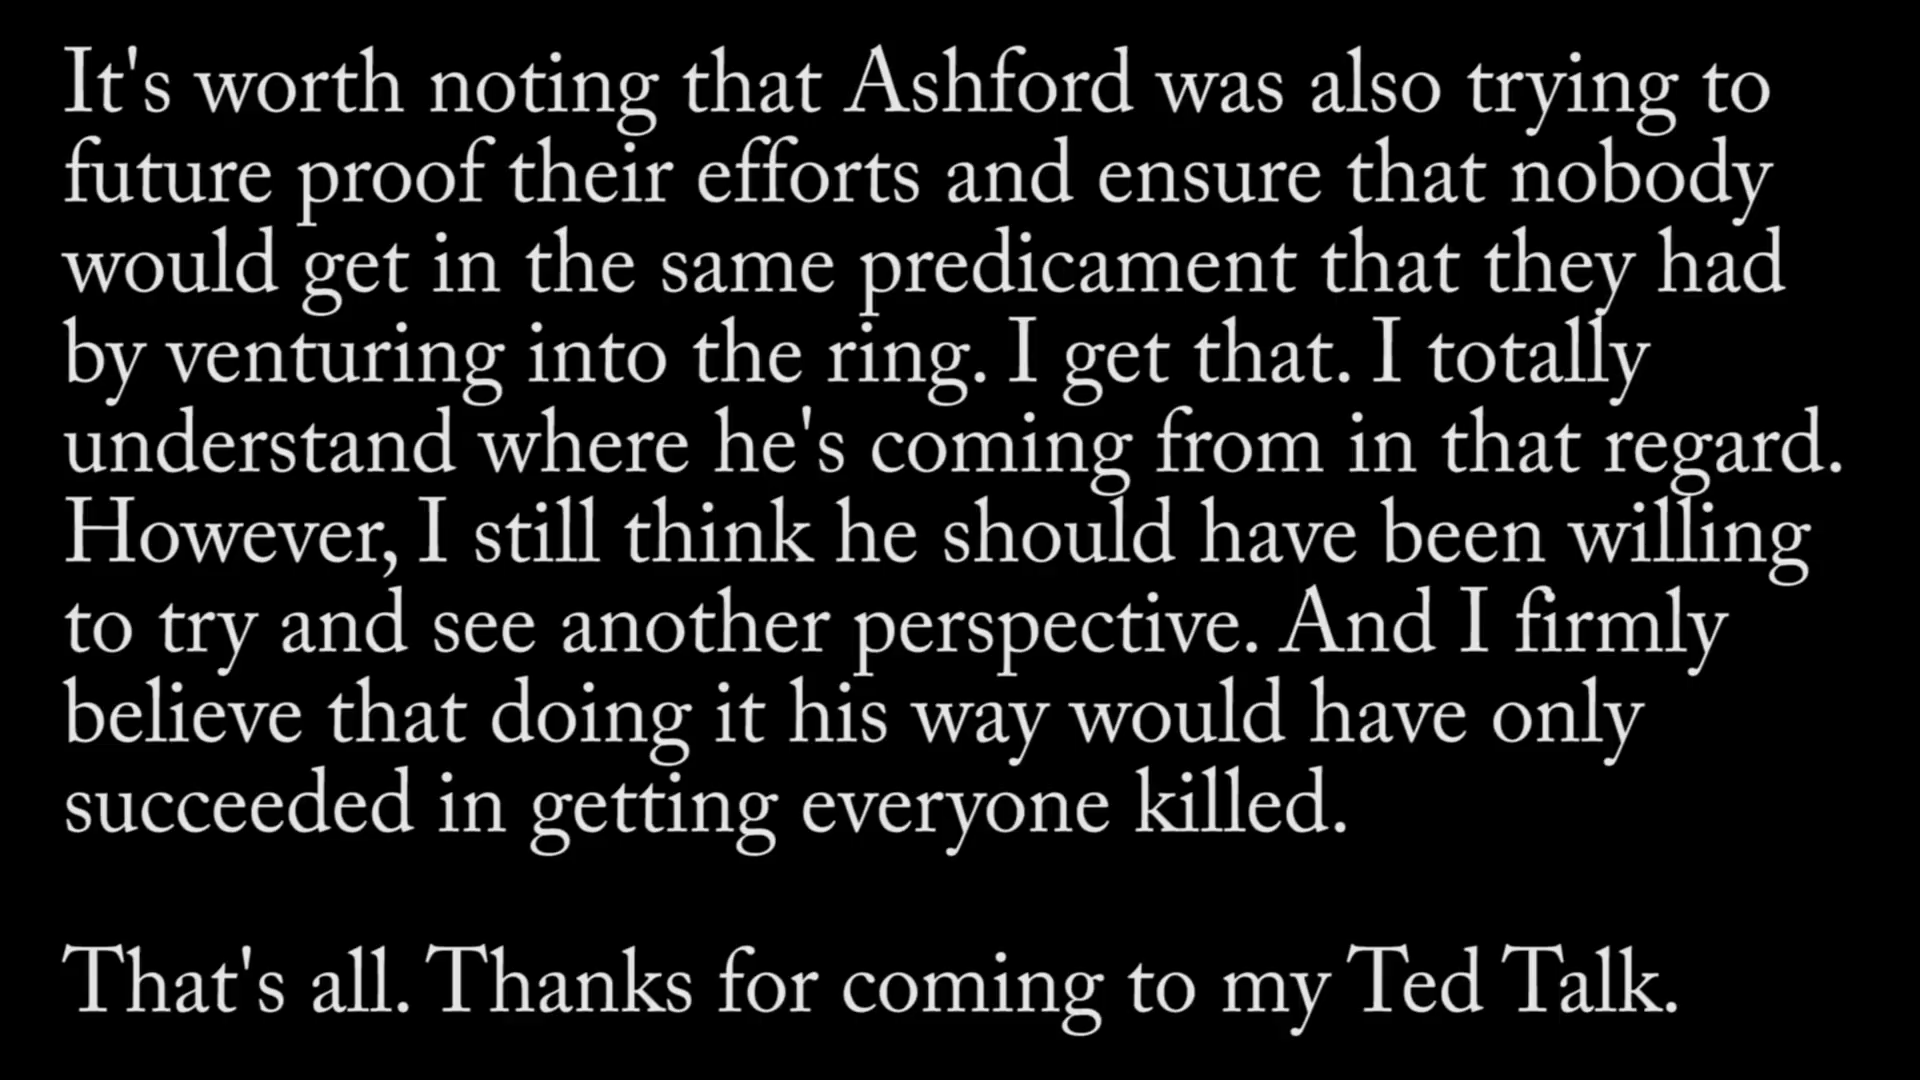 It's worth noting that Ashford was also trying to
future proof their efforts and ensure that nobody
would get in the same predicament that they had
by venturing into the ring. I get that. I totally
understand where he's coming from in that regard.
However, I still think he should have been willing
to try and see another perspective. And I firmly
believe that doing it his way would have only
succeeded in getting everyone killed.

That's all. Thanks for coming to my Ted Talk.